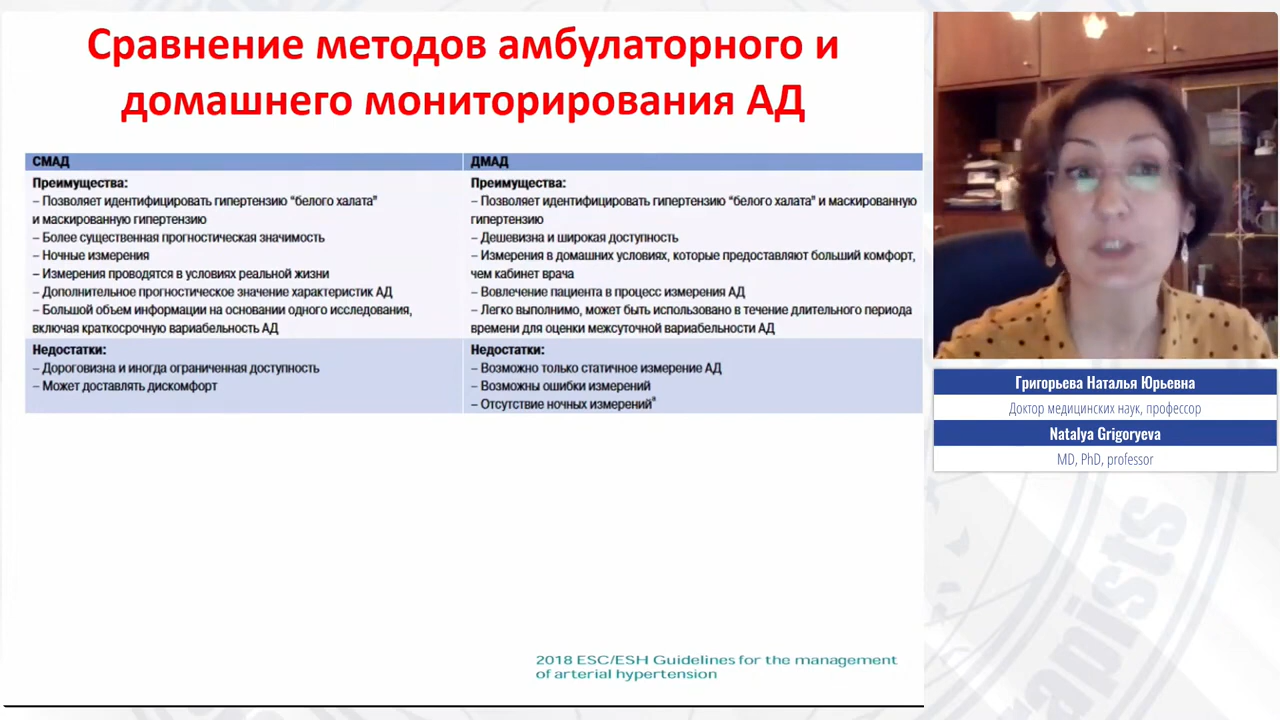 Сравнение методов амбулаторного и
домашнего мониторирования АД
СМАД
Преимущества:
– Позволяет идентифицировать гипертензию “белого халата”
и маскированную гипертензию
– Более существенная прогностическая значимость
– Ночные измерения
– Измерения проводятся в условиях реальной жизни
– Дополнительное прогностическое значение характеристик АД
– Большой объем информации на основании одного исследования,
включая краткосрочную вариабельность АД
Недостатки:
– Дороговизна и иногда ограниченная доступность
– Может доставлять дискомфорт
ДМАД
Преимущества:
– Позволяет идентифицировать гипертензию “белого халата” и маскированную
гипертензию
– Дешевизна и широкая доступность
– Измерения в домашних условиях, которые предоставляют больший комфорт,
чем кабинет врача
– Вовлечение пациента в процесс измерения АД
– Легко выполнимо, может быть использовано в течение длительного периода
времени для оценки межсуточной вариабельности АД
Недостатки:
– Возможно только статичное измерение АД
– Возможны ошибки измерений
– Отсутствие ночных измеренийª
2018 ESC/ESH Guidelines for the management
of arterial hypertension
Григорьева Наталья Юрьевна
Доктор медицинских наук, профессор
Natalya Grigoryeva
MD, PhD, professor